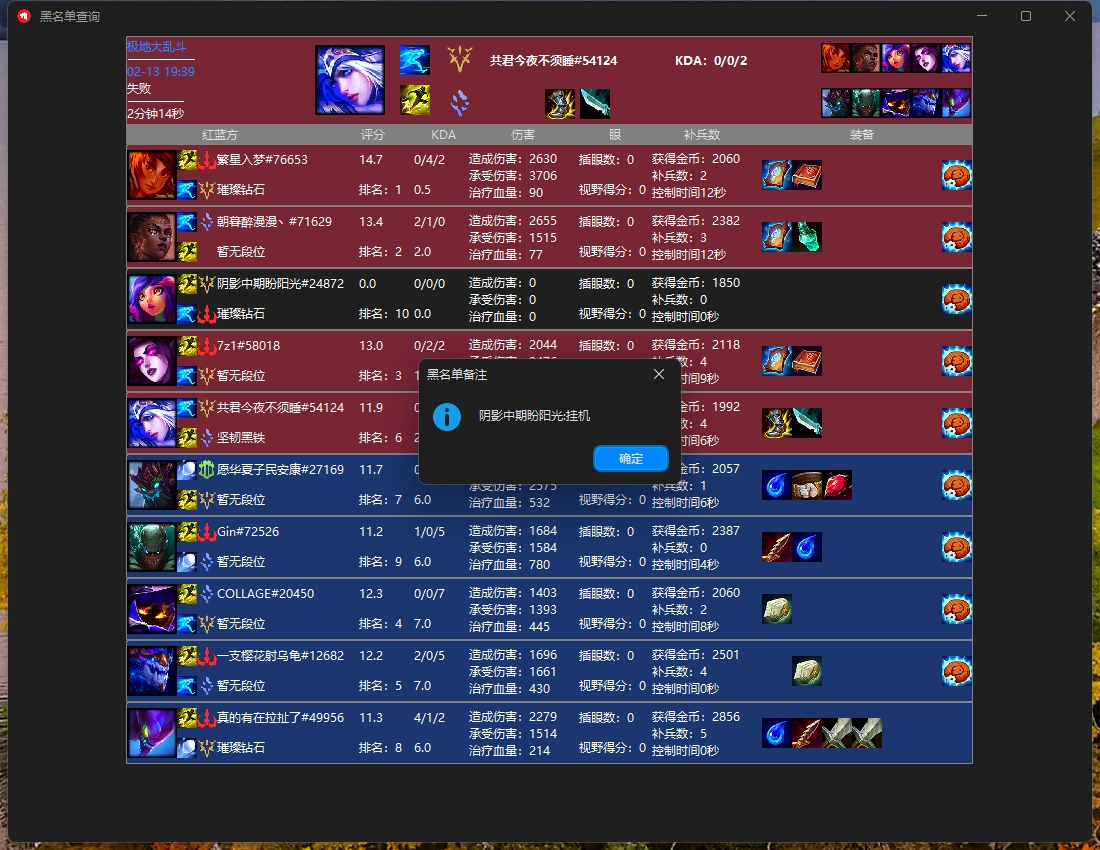 黑名单查询
极地大乱斗
02-13 19:39
失败
2分钟14秒
共君今夜不须睡#54124
KDA：0/0/2
红蓝方 评分 KDA 伤害 眼 补兵数 装备
繁星入梦#76653 14.7 0/4/2 造成伤害：2630 插眼数：0 获得金币：2060
承受伤害：3706 补兵数：2
璀璨钻石 排名：1 0.5 治疗血量：90 视野得分：0 控制时间12秒
朝暮醉漫漫丶#71629 13.4 2/1/0 造成伤害：2655 插眼数：0 获得金币：2382
承受伤害：1515 补兵数：3
暂无段位 排名：2 2.0 治疗血量：77 视野得分：0 控制时间12秒
阴影中期盼阳光#24872 0.0 0/0/0 造成伤害：0 插眼数：0 获得金币：1850
承受伤害：0 补兵数：0
璀璨钻石 排名：10 0.0 治疗血量：0 视野得分：0 控制时间0秒
7z1#58018 13.0 0/2/2 造成伤害：2044 插眼数：0 获得金币：2118
补兵数：4
暂无段位 排名：3 时间9秒
黑名单备注
阴影中期盼阳光:挂机
确定
共君今夜不须睡#54124 11.9 金币：1992
数：4
坚韧黑铁 排名：6 时间6秒
愿华夏子民安康#27169 11.7 金币：2057
承受伤害：2575 补兵数：1
暂无段位 排名：7 6.0 治疗血量：532 视野得分：0 控制时间6秒
Gin#72526 11.2 1/0/5 造成伤害：1684 插眼数：0 获得金币：2387
承受伤害：1584 补兵数：0
暂无段位 排名：9 6.0 治疗血量：780 视野得分：0 控制时间4秒
COLLAGE#20450 12.3 0/0/7 造成伤害：1403 插眼数：0 获得金币：2060
承受伤害：1393 补兵数：2
暂无段位 排名：4 7.0 治疗血量：445 视野得分：0 控制时间8秒
一支樱花射乌龟#12682 12.2 2/0/5 造成伤害：1696 插眼数：0 获得金币：2501
承受伤害：1661 补兵数：4
暂无段位 排名：5 7.0 治疗血量：430 视野得分：0 控制时间0秒
真的有在拉扯了#49956 11.3 4/1/2 造成伤害：2279 插眼数：0 获得金币：2856
承受伤害：1514 补兵数：5
璀璨钻石 排名：8 6.0 治疗血量：214 视野得分：0 控制时间0秒